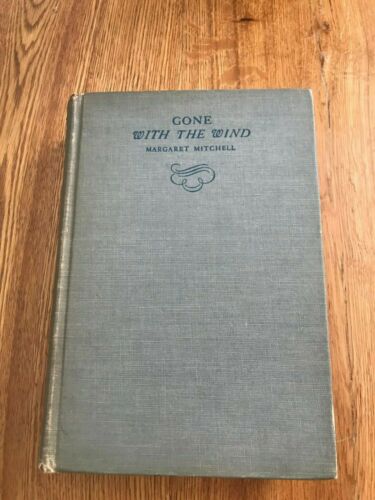 GONE
WITH THE WIND
MARGARET MITCHELL